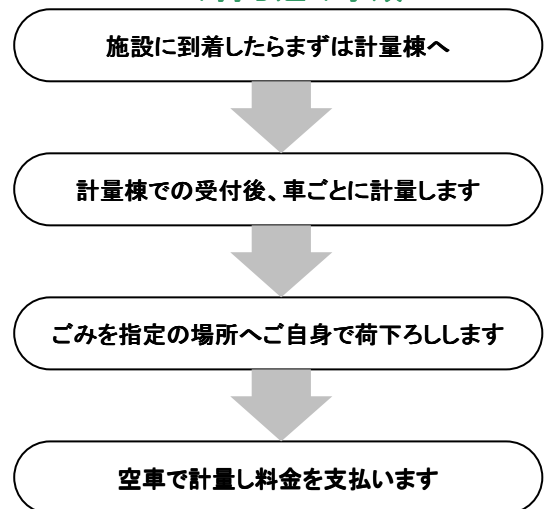 施設に到着したらまずは計量棟へ
計量棟での受付後、車ごとに計量します
ごみを指定の場所へご自身で荷下ろしします
空車で計量し料金を支払います